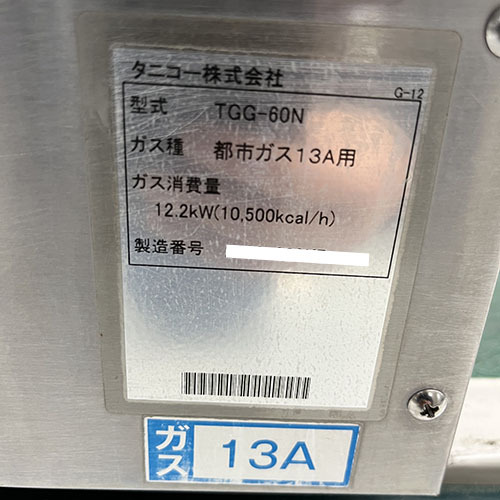 タニコー株式会社
G-12
型式 TGG-60N
ガス種 都市ガス13A用
ガス消費量
12.2kW(10,500kcal/h)
製造番号
ガス 13A